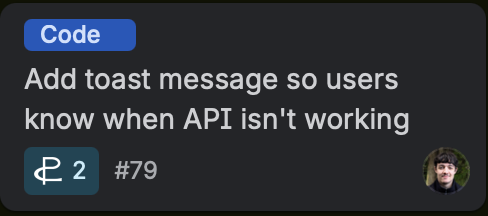 Code
Add toast message so users
know when API isn't working
2 #79